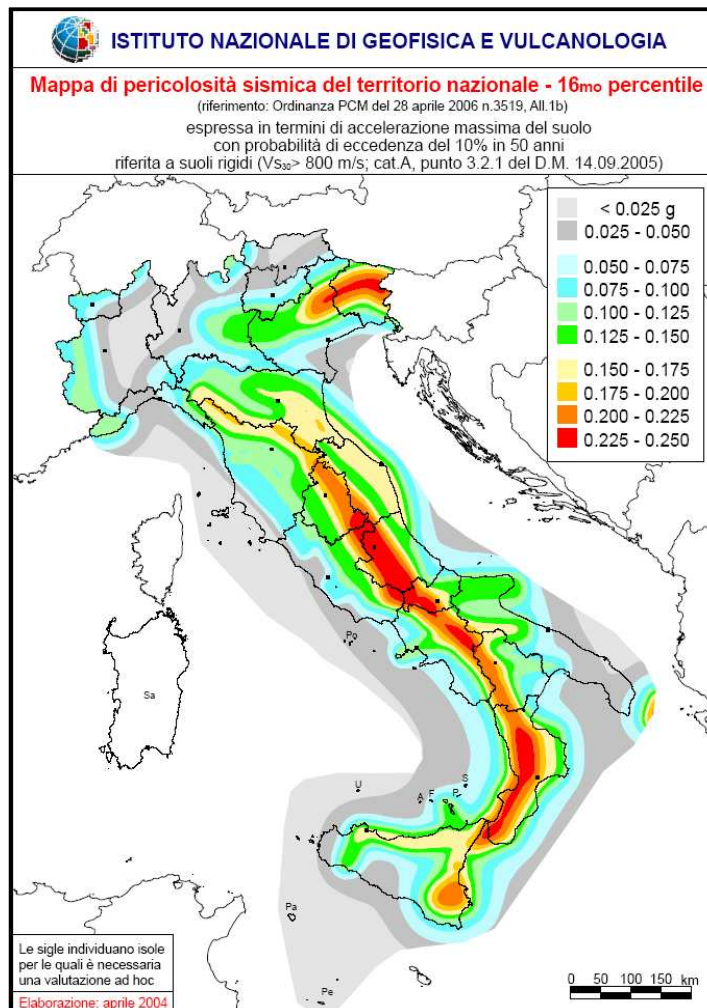 ISTITUTO NAZIONALE DI GEOFISICA E VULCANOLOGIA
Mappa di pericolosità sismica del territorio nazionale - 16mo percentile
(riferimento: Ordinanza PCM del 28 aprile 2006 n.3519, All.1b)
espressa in termini di accelerazione massima del suolo
con probabilità di eccedenza del 10% in 50 anni
riferita a suoli rigidi (Vs₃₀> 800 m/s; cat.A, punto 3.2.1 del D.M. 14.09.2005)
< 0.025 g
0.025 - 0.050
0.050 - 0.075
0.075 - 0.100
0.100 - 0.125
0.125 - 0.150
0.150 - 0.175
0.175 - 0.200
0.200 - 0.225
0.225 - 0.250
Po
Sa
U
A
F
P
S
Pa
Pe
Le sigle individuano isole
per le quali è necessaria
una valutazione ad hoc
Elaborazione: aprile 2004
0 50 100 150 km